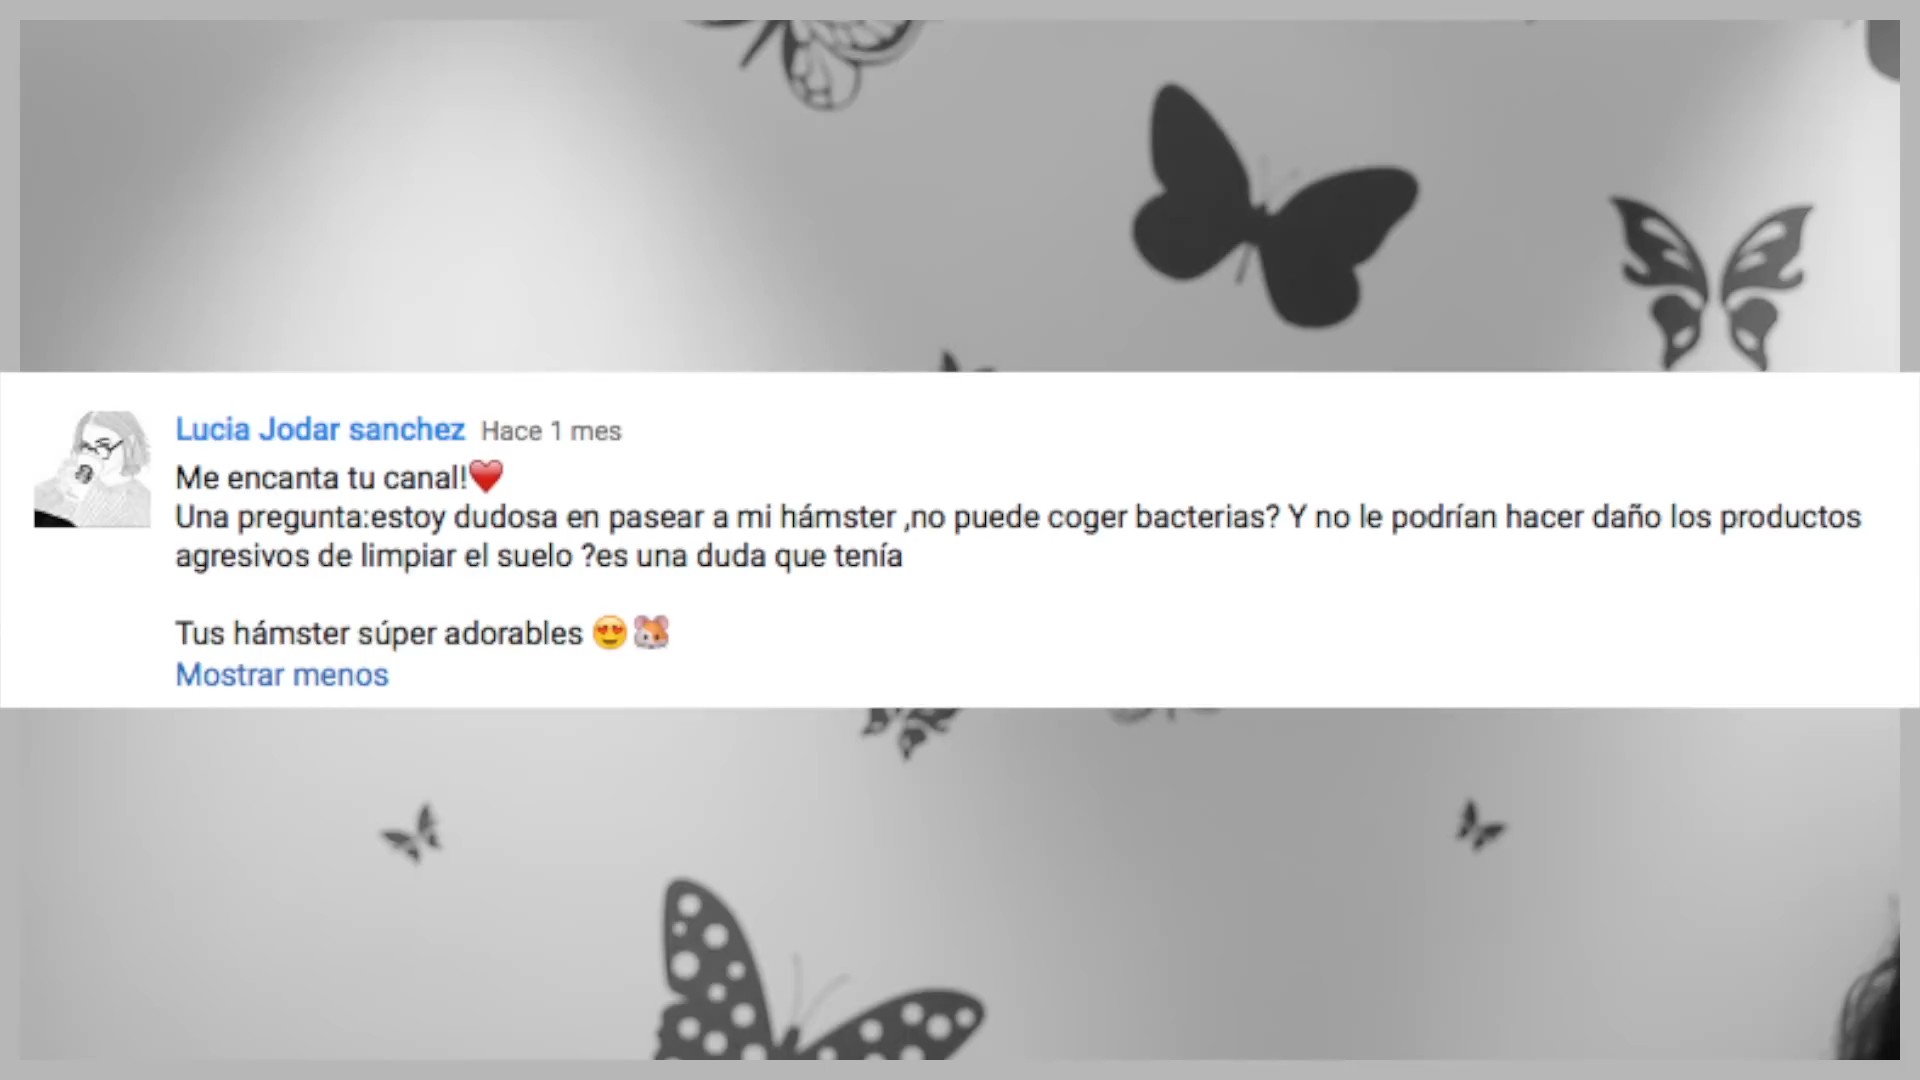 Lucia Jodar sanchez Hace 1 mes
Me encanta tu canal!❤️
Una pregunta:estoy dudosa en pasear a mi hámster ,no puede coger bacterias? Y no le podrían hacer daño los productos
agresivos de limpiar el suelo ?es una duda que tenía
Tus hámster súper adorables 😍🐹
Mostrar menos